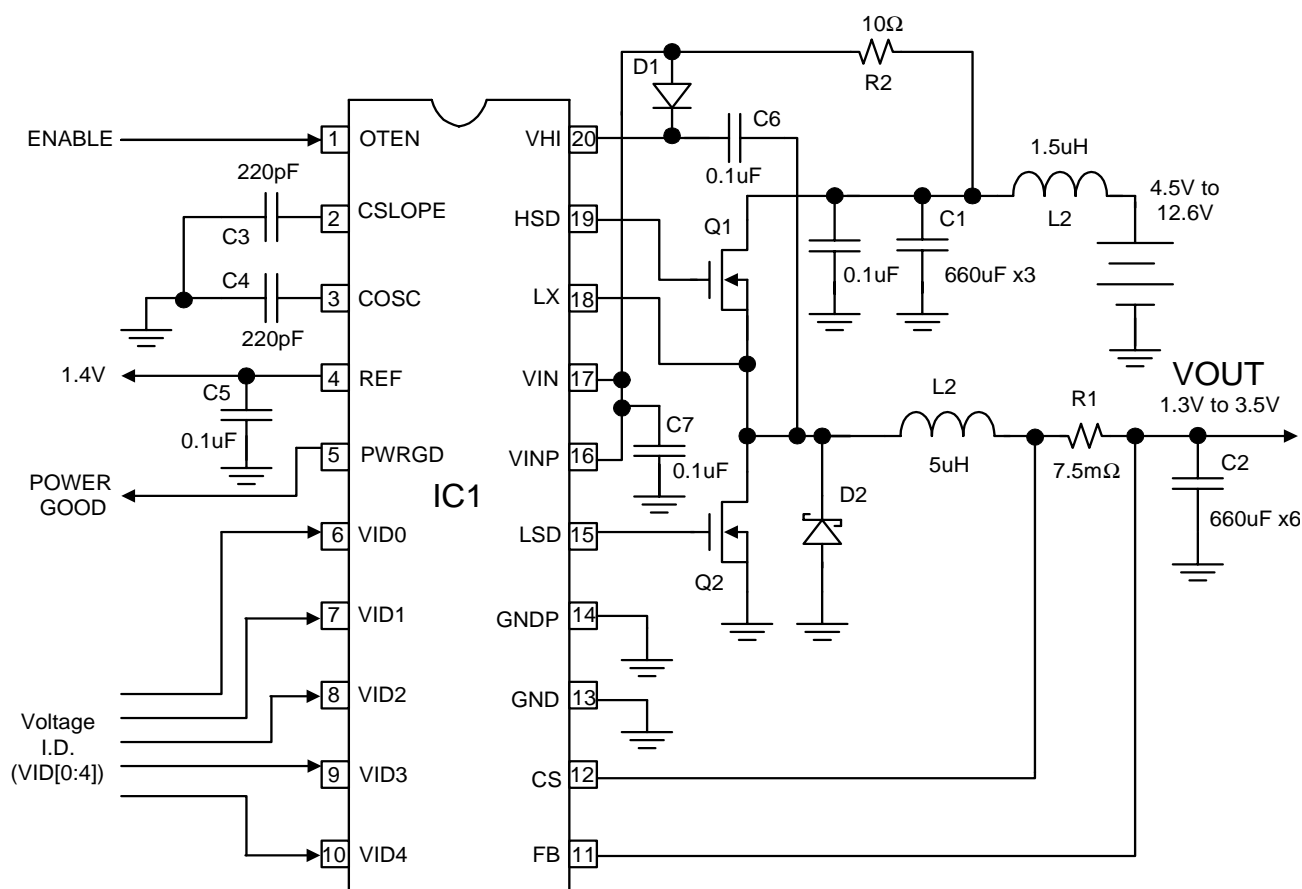 10Ω
D1
R2
ENABLE
1
OTEN
VHI
20
C6
0.1uF
1.5uH
L2
4.5V to
12.6V
220pF
2
CSLOPE
C3
HSD
19
Q1
0.1uF
C1
660uF x3
C4
220pF
3
COSC
LX
18
1.4V
4
REF
C5
0.1uF
VIN
17
VOUT
1.3V to 3.5V
L2
5uH
R1
7.5mΩ
C7
0.1uF
5
PWRGD
VINP
16
POWER
GOOD
IC1
C2
660uF x6
D2
6
VID0
LSD
15
Q2
7
VID1
GNDP
14
8
VID2
GND
13
Voltage
I.D.
(VID[0:4])
9
VID3
CS
12
10
VID4
FB
11